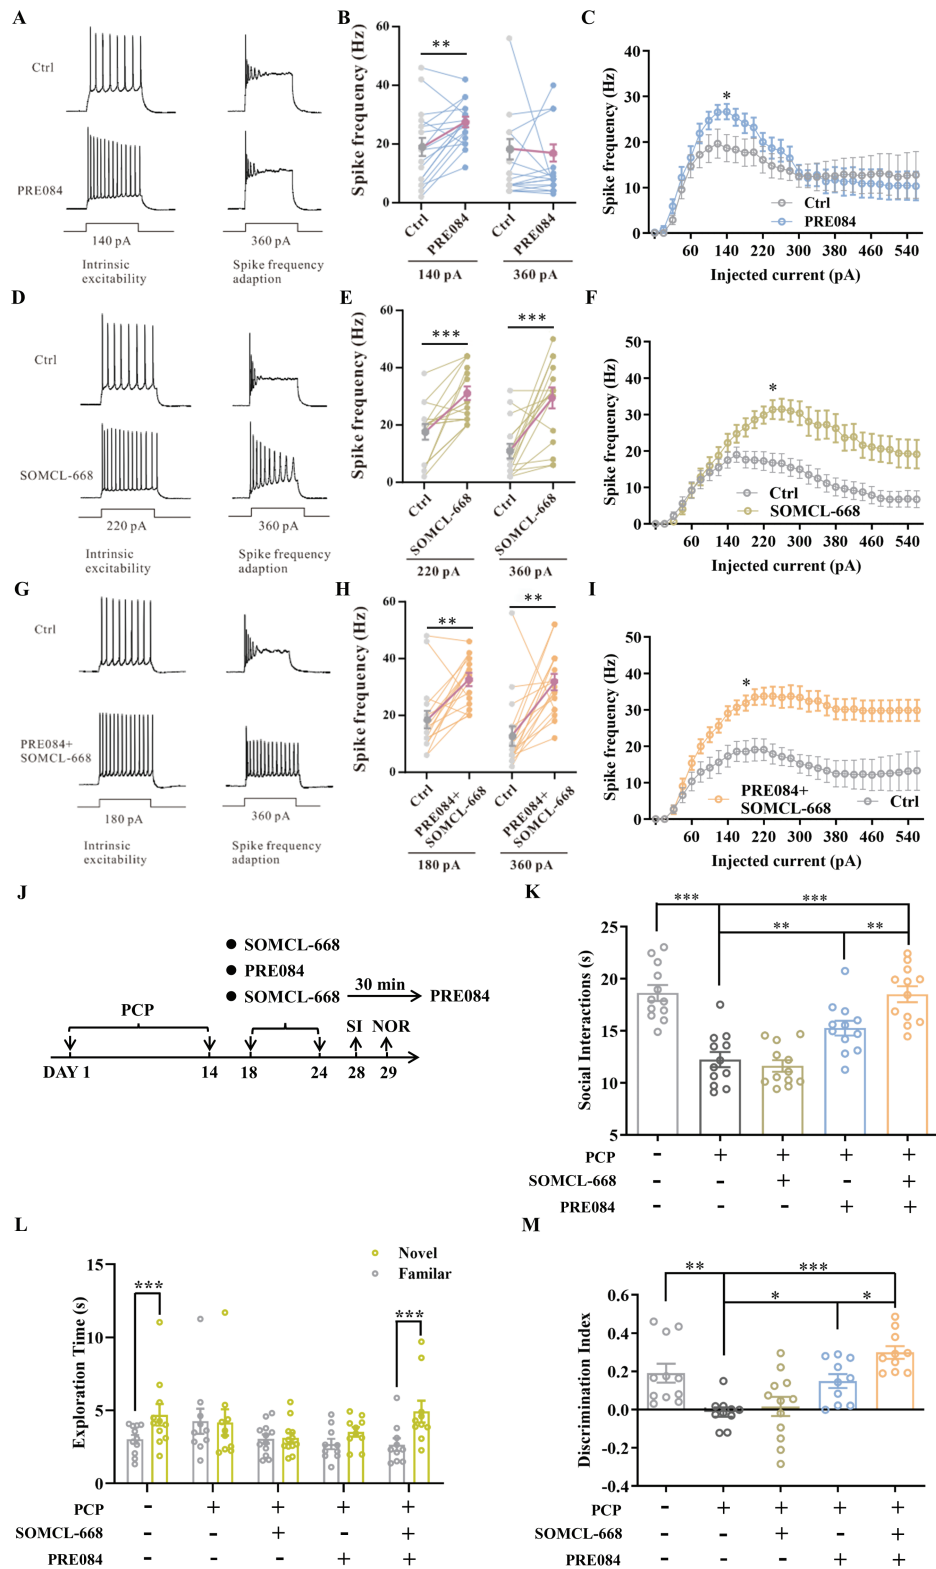 A
Ctrl
PRE084
140 pA
360 pA
Intrinsic
excitability
Spike frequency
adaption
B
Spike frequency (Hz)
60
40
20
0
**
Ctrl
PRE084
Ctrl
PRE084
140 pA
360 pA
C
Spike frequency (Hz)
40
30
20
10
0
*
Ctrl
PRE084
60
140
220
300
380
460
540
Injected current (pA)
D
Ctrl
SOMCL-668
220 pA
360 pA
Intrinsic
excitability
Spike frequency
adaption
E
Spike frequency (Hz)
60
40
20
0
***
***
Ctrl
SOMCL-668
Ctrl
SOMCL-668
220 pA
360 pA
F
Spike frequency (Hz)
50
40
30
20
10
0
*
Ctrl
SOMCL-668
60
140
220
300
380
460
540
Injected current (pA)
G
Ctrl
PRE084+
SOMCL-668
180 pA
360 pA
Intrinsic
excitability
Spike frequency
adaption
H
Spike frequency (Hz)
60
40
20
0
**
**
Ctrl
PRE084+
SOMCL-668
Ctrl
PRE084+
SOMCL-668
180 pA
360 pA
I
Spike frequency (Hz)
50
40
30
20
10
0
*
PRE084+
SOMCL-668
Ctrl
60
140
220
300
380
460
540
Injected current (pA)
J
SOMCL-668
PRE084
SOMCL-668
30 min
PRE084
PCP
SI
NOR
DAY 1
14
18
24
28
29
K
Social Interactions (s)
25
20
15
10
5
***
***
**
**
PCP - + + + +
SOMCL-668 - - + - +
PRE084 - - - + +
L
Novel
Familar
Exploration Time (s)
15
10
5
0
***
***
PCP - + + + +
SOMCL-668 - - + - +
PRE084 - - - + +
M
Discrimination Index
0.6
0.4
0.2
0.0
-0.2
-0.4
**
***
*
*
PCP - + + + +
SOMCL-668 - - + - +
PRE084 - - - + +